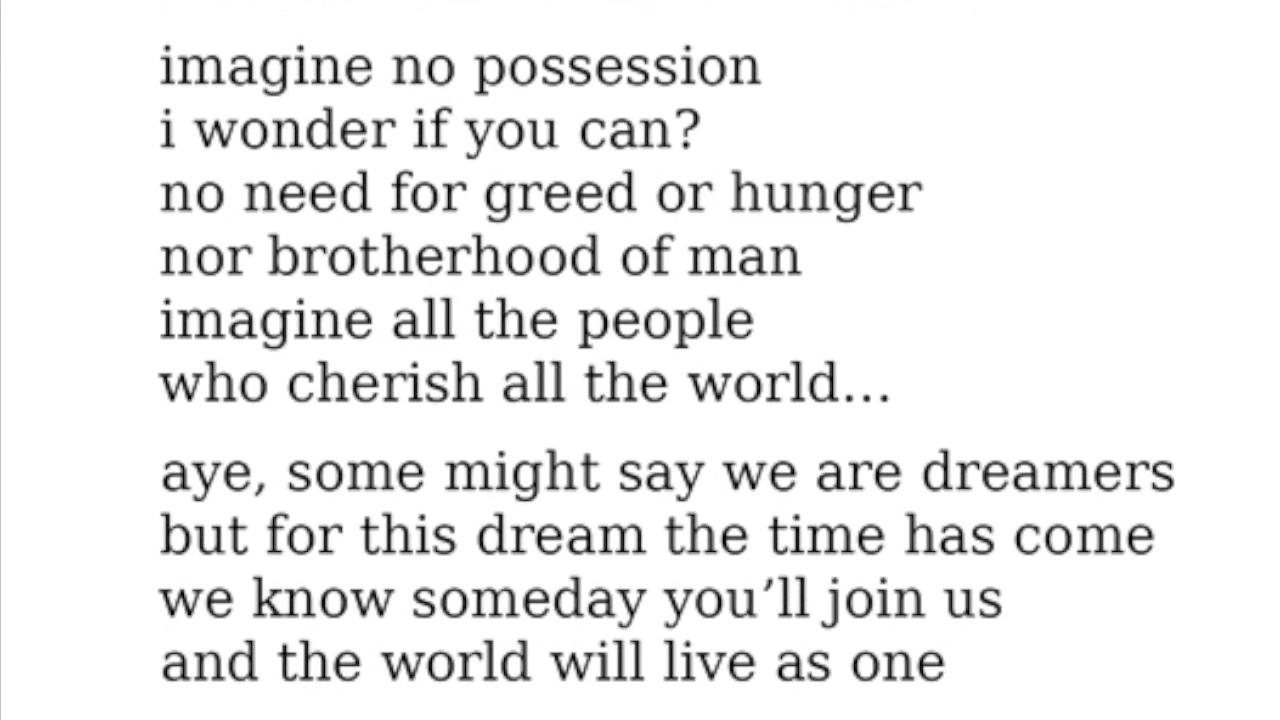 imagine no possession
i wonder if you can?
no need for greed or hunger
nor brotherhood of man
imagine all the people
who cherish all the world...
aye, some might say we are dreamers
but for this dream the time has come
we know someday you’ll join us
and the world will live as one